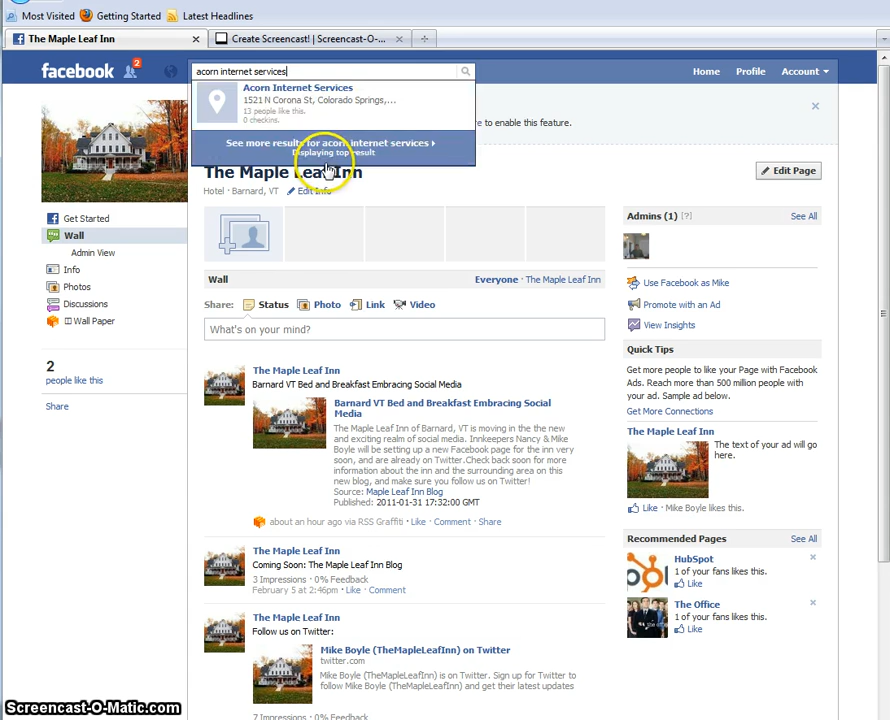 Most Visited Getting Started Latest Headlines
The Maple Leaf Inn × Create Screencast! | Screencast-O-... ×
facebook 2 acorn internet services Home Profile Account
Acorn Internet Services
1521 N Corona St, Colorado Springs,...
13 people like this.
0 checkins.
re to enable this feature.
See more results for acorn internet services
Displaying top result
The Maple Leaf Inn
Hotel · Barnard, VT Edit Info
Edit Page
Get Started
Wall
Admin View
Info
Photos
Discussions
Wall Paper
2
people like this
Share
Wall Everyone · The Maple Leaf Inn
Share: Status Photo Link Video
What's on your mind?
The Maple Leaf Inn
Barnard VT Bed and Breakfast Embracing Social Media
Barnard VT Bed and Breakfast Embracing Social
Media
The Maple Leaf Inn of Barnard, VT is moving in the the new
and exciting realm of social media. Innkeepers Nancy & Mike
Boyle will be setting up a new Facebook page for the inn very
soon, and are already on Twitter.Check back soon for more
information about the inn and the surrounding area on this
new blog, and make sure you follow us on Twitter!
Source: Maple Leaf Inn Blog
Published: 2011-01-31 17:32:00 GMT
about an hour ago via RSS Graffiti · Like · Comment · Share
The Maple Leaf Inn
Coming Soon: The Maple Leaf Inn Blog
3 Impressions · 0% Feedback
February 5 at 2:46pm · Like · Comment
The Maple Leaf Inn
Follow us on Twitter:
Mike Boyle (TheMapleLeafInn) on Twitter
twitter.com
Mike Boyle (TheMapleLeafInn) is on Twitter. Sign up for Twitter to
follow Mike Boyle (TheMapleLeafInn) and get their latest updates
7 Impressions · 0% Feedback
Admins (1) [?] See All
Use Facebook as Mike
Promote with an Ad
View Insights
Quick Tips
Get more people to like your Page with Facebook
Ads. Reach more than 500 million people with
your ad. Sample ad below.
Get More Connections
The Maple Leaf Inn
The text of your ad will go
here.
Like · Mike Boyle likes this.
Recommended Pages See All
HubSpot
1 of your fans likes this.
Like
The Office
1 of your fans likes this.
Like
Screencast-O-Matic.com